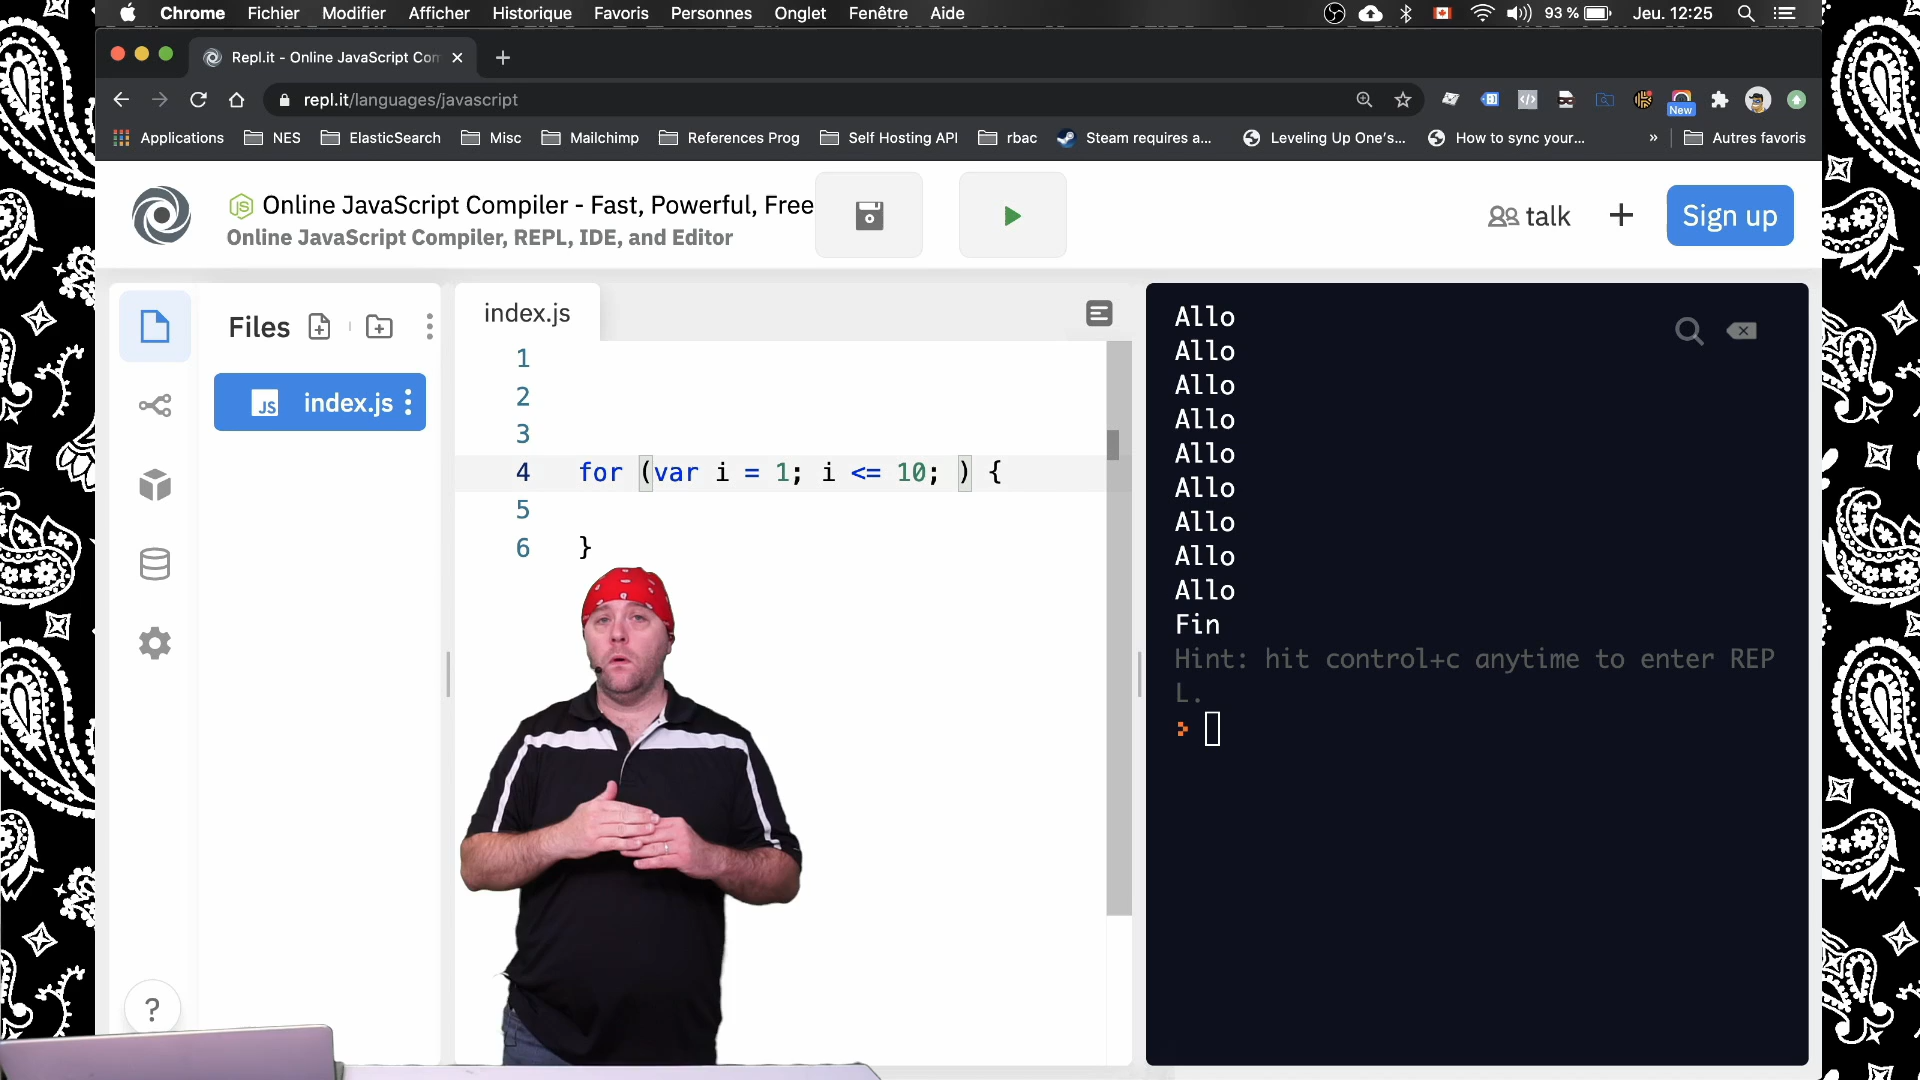 Chrome Fichier Modifier Afficher Historique Favoris Personnes Onglet Fenêtre Aide 93 % Jeu. 12:25
Repl.it - Online JavaScript Com
repl.it/languages/javascript
New
Applications NES ElasticSearch Misc Mailchimp References Prog Self Hosting API rbac Steam requires a... Leveling Up One's... How to sync your... » Autres favoris
JS Online JavaScript Compiler - Fast, Powerful, Free
Online JavaScript Compiler, REPL, IDE, and Editor
talk + Sign up
Files
JS index.js
index.js
1
2
3
4 for (var i = 1; i <= 10; ) {
5
6 }
?
Allo
Allo
Allo
Allo
Allo
Allo
Allo
Allo
Allo
Fin
Hint: hit control+c anytime to enter REP
L.